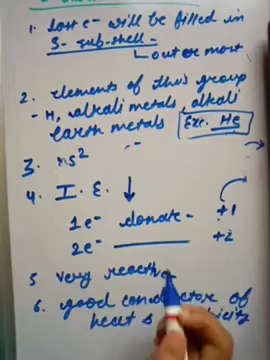 1. last e⁻ will be filled in
S- sub-shell
outer most
2. elements of this group
- H, alkali metals, alkali
earth metals Exc. He
3. ns²
4. I. E. ↓
1e⁻ donate - +1
2e⁻ +2
5 very reactive
6. good conductor of
heat &